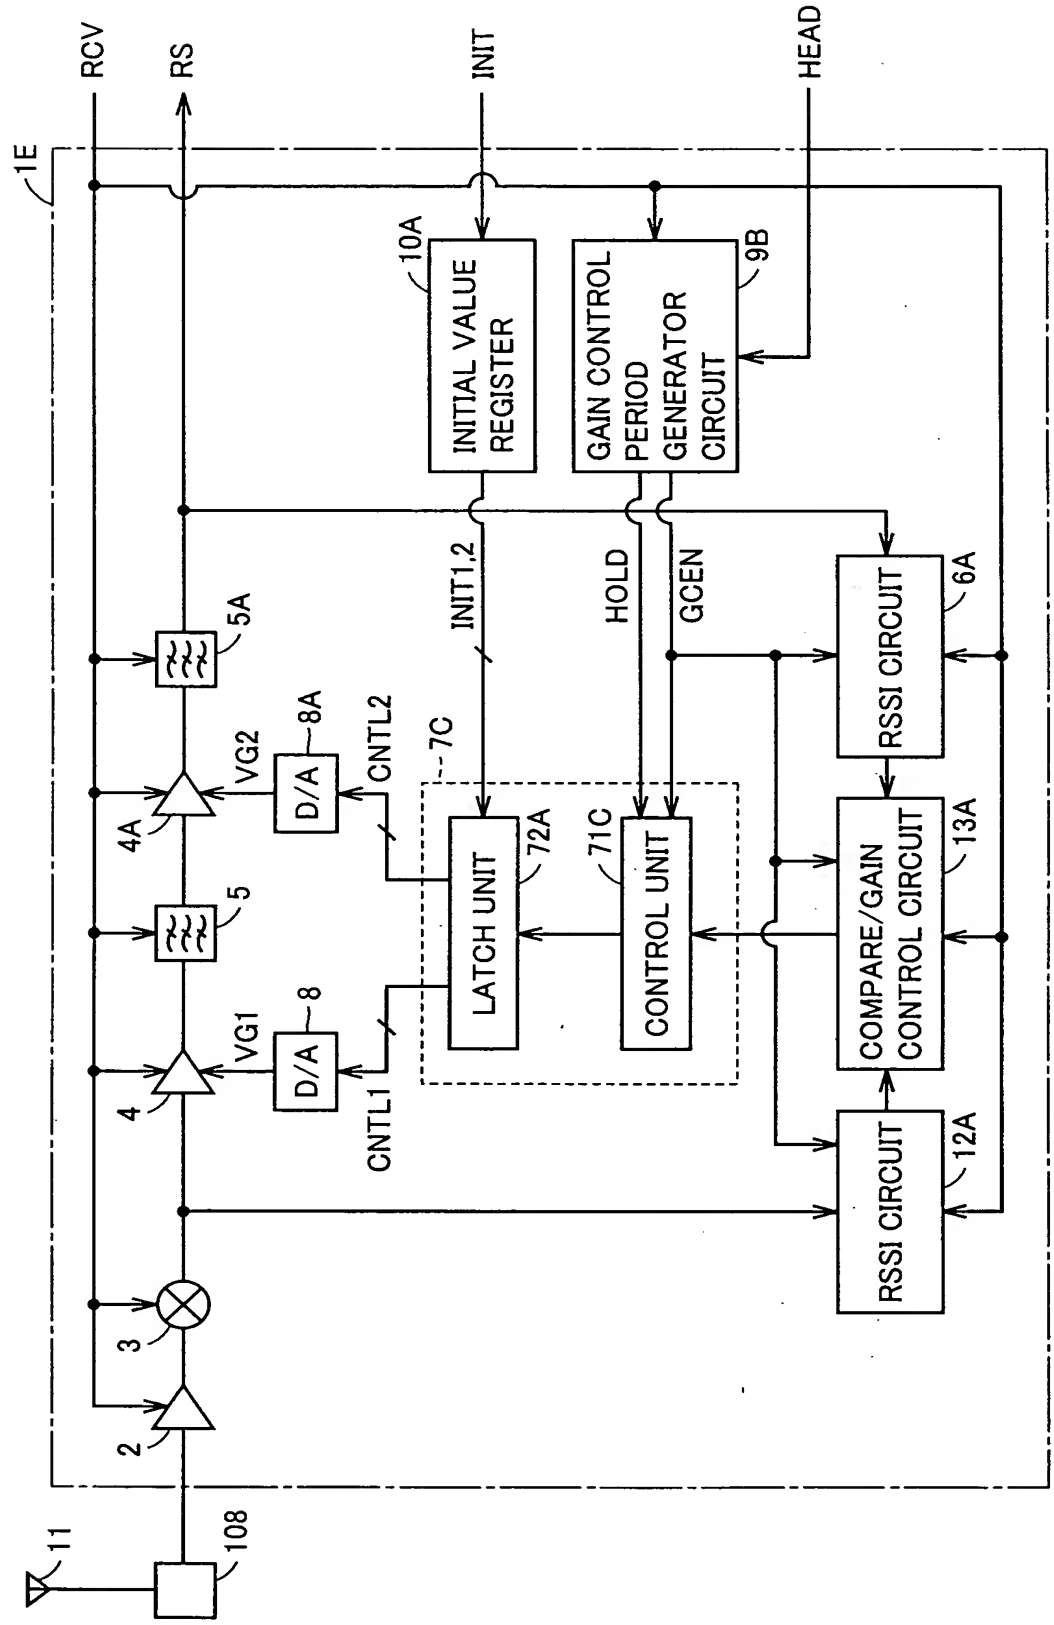 11
108
1E
RCV
RS
INIT
HEAD
2
3
4
5
4A
5A
VG1
VG2
D/A
8
D/A
8A
CNTL1
CNTL2
7C
LATCH UNIT
72A
INIT1,2
INITIAL VALUE
REGISTER
10A
CONTROL UNIT
71C
HOLD
GCEN
GAIN CONTROL
PERIOD
GENERATOR
CIRCUIT
9B
RSSI CIRCUIT
12A
COMPARE/GAIN
CONTROL CIRCUIT
13A
RSSI CIRCUIT
6A